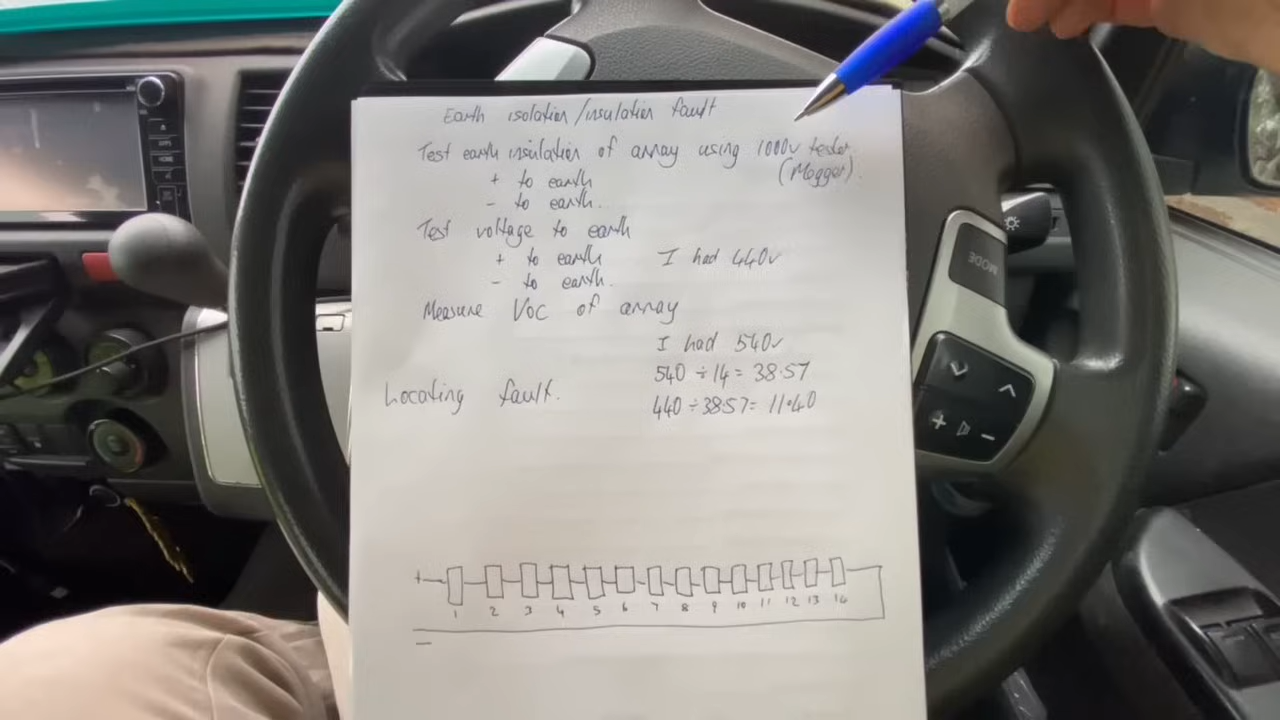 Earth isolation/insulation fault
Test earth insulation of array using 1000v tester
(Megger).
+ to earth
- to earth.
Test voltage to earth
+ to earth I had 440v
- to earth.
Measure Voc of array
I had 540v
540 ÷ 14 = 38.57
Locating fault.
440 ÷ 38.57 = 11.40
+
1 2 3 4 5 6 7 8 9 10 11 12 13 14
-
MODE
+ -
APPS
HOME